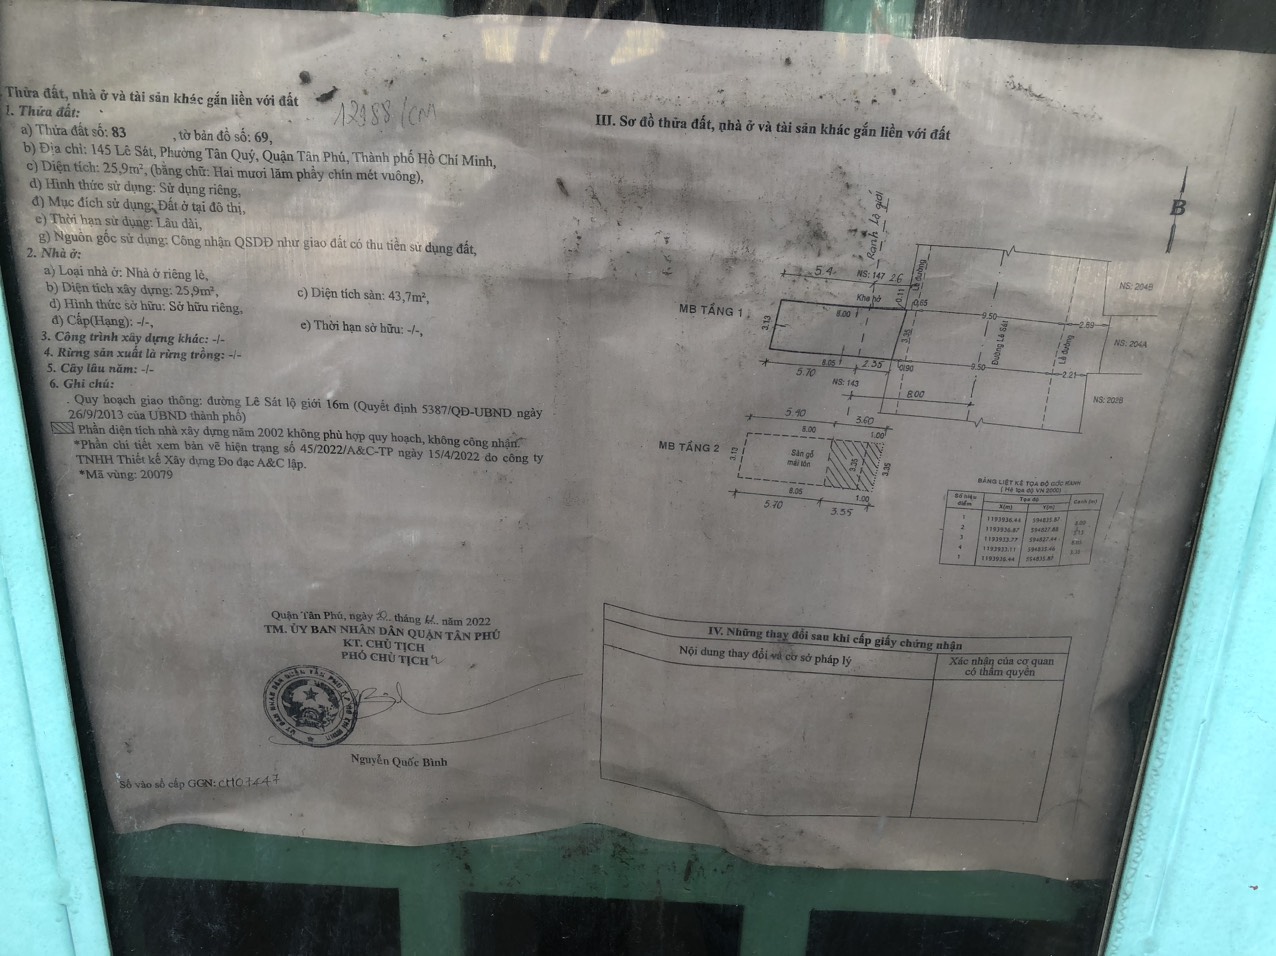 Thửa đất, nhà ở và tài sản khác gắn liền với đất
12188/CM
1. Thửa đất:
a) Thửa đất số: 83 , tờ bản đồ số: 69,
b) Địa chỉ: 145 Lê Sát, Phường Tân Quý, Quận Tân Phú, Thành phố Hồ Chí Minh,
c) Diện tích: 25,9m², (bằng chữ: Hai mươi lăm phẩy chín mét vuông),
d) Hình thức sử dụng: Sử dụng riêng,
đ) Mục đích sử dụng: Đất ở tại đô thị,
e) Thời hạn sử dụng: Lâu dài,
g) Nguồn gốc sử dụng: Công nhận QSDĐ như giao đất có thu tiền sử dụng đất,
2. Nhà ở:
a) Loại nhà ở: Nhà ở riêng lẻ,
b) Diện tích xây dựng: 25,9m², c) Diện tích sàn: 43,7m²,
d) Hình thức sở hữu: Sở hữu riêng,
đ) Cấp(Hạng): -/-, e) Thời hạn sở hữu: -/-,
3. Công trình xây dựng khác: -/-
4. Rừng sản xuất là rừng trồng: -/-
5. Cây lâu năm: -/-
6. Ghi chú:
. Quy hoạch giao thông: đường Lê Sát lộ giới 16m (Quyết định 5387/QĐ-UBND ngày
26/9/2013 của UBND thành phố)
Phần diện tích nhà xây dựng năm 2002 không phù hợp quy hoạch, không công nhận.
*Phần chi tiết xem bản vẽ hiện trạng số 45/2022/A&C-TP ngày 15/4/2022 do công ty
TNHH Thiết kế Xây dựng Đo đạc A&C lập.
*Mã vùng: 20079
Quận Tân Phú, ngày tháng năm 2022
TM. ỦY BAN NHÂN DÂN QUẬN TÂN PHÚ
KT. CHỦ TỊCH
PHÓ CHỦ TỊCH
Nguyễn Quốc Bình
Số vào sổ cấp GCN:
III. Sơ đồ thửa đất, nhà ở và tài sản khác gắn liền với đất
B
Ranh lộ giới
5.4 NS: 147 2.6
Lề đường
NS: 204B
MB TẦNG 1
Khe hở 0.11 0.65
8.00
9.50
2.89
3.13
3.35
Đường Lê Sát
Lề đường
NS: 204A
8.05 2.35
0.90
9.50
2.21
5.70
NS: 143
8.00
NS: 202B
5.40
3.60
8.00
1.00
MB TẦNG 2
3.13
Sàn gỗ
mái tôn
3.35
3.35
8.05
1.00
5.70
3.55
BẢNG LIỆT KÊ TỌA ĐỘ GÓC RANH
( Hệ tọa độ VN 2000)
Số hiệu điểm Tọa độ Cạnh (m)
X(m) Y(m)
1 1193936.44
2
3 1193933.77
4
1 1193936.44
IV. Những thay đổi sau khi cấp giấy chứng nhận
Nội dung thay đổi và cơ sở pháp lý
Xác nhận của cơ quan
có thẩm quyền